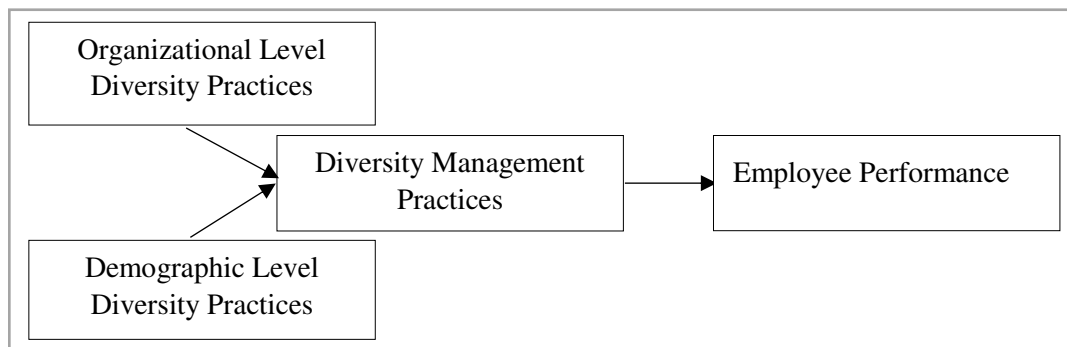 Organizational Level
Diversity Practices
Diversity Management
Practices
Employee Performance
Demographic Level
Diversity Practices